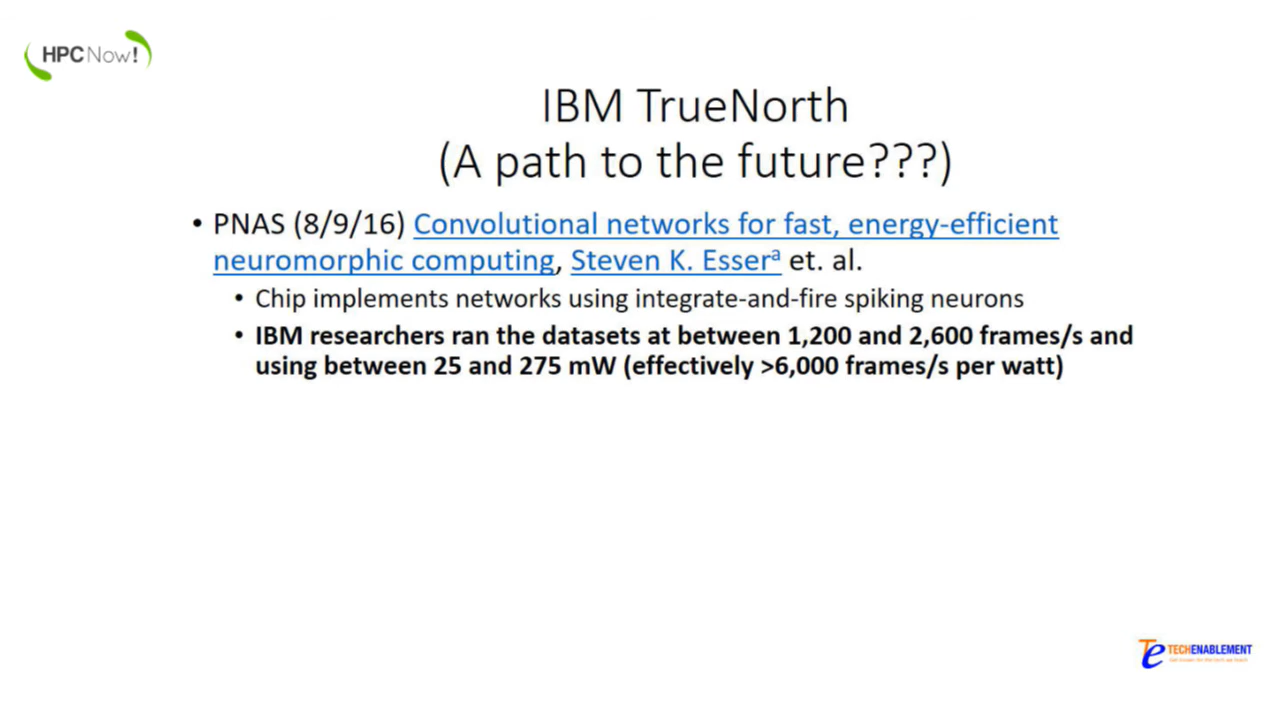 HPCNow!
IBM TrueNorth
(A path to the future???)
• PNAS (8/9/16) Convolutional networks for fast, energy-efficient
neuromorphic computing, Steven K. Esserᵃ et. al.
• Chip implements networks using integrate-and-fire spiking neurons
• IBM researchers ran the datasets at between 1,200 and 2,600 frames/s and
using between 25 and 275 mW (effectively >6,000 frames/s per watt)
Te TECHENABLEMENT